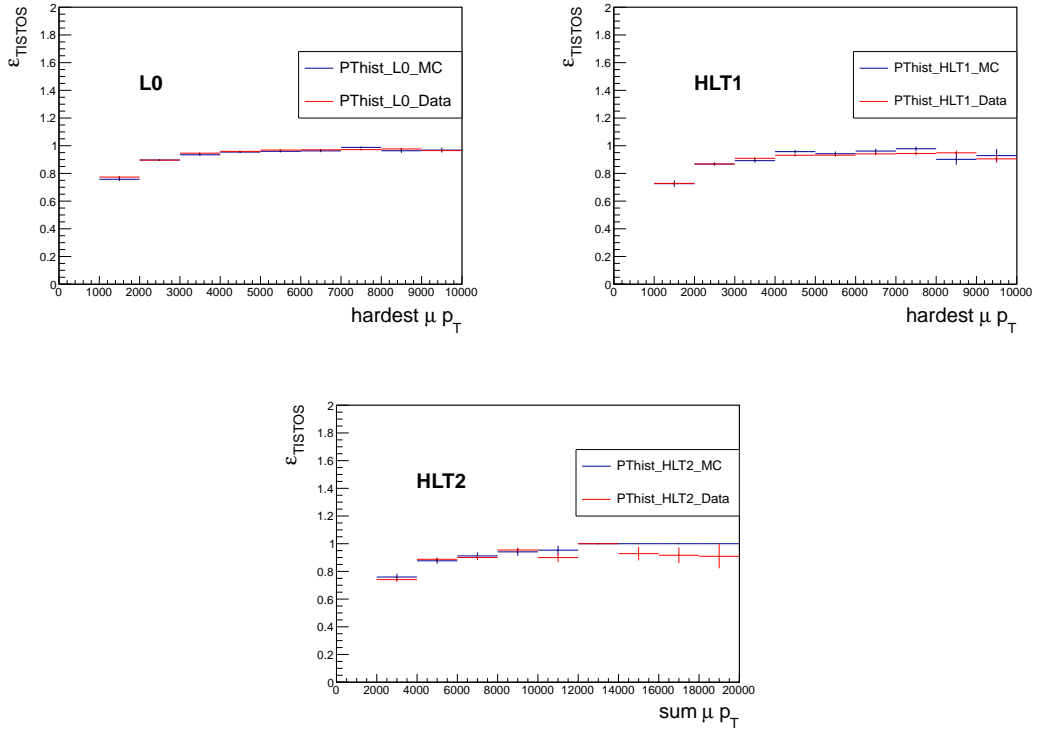 ε_TISTOS
2
1.8
1.6
1.4
1.2
1
0.8
0.6
0.4
0.2
0
L0
PThist_L0_MC
PThist_L0_Data
0 1000 2000 3000 4000 5000 6000 7000 8000 9000 10000
hardest μ p_T
ε_TISTOS
2
1.8
1.6
1.4
1.2
1
0.8
0.6
0.4
0.2
0
HLT1
PThist_HLT1_MC
PThist_HLT1_Data
0 1000 2000 3000 4000 5000 6000 7000 8000 9000 10000
hardest μ p_T
ε_TISTOS
2
1.8
1.6
1.4
1.2
1
0.8
0.6
0.4
0.2
0
HLT2
PThist_HLT2_MC
PThist_HLT2_Data
0 2000 4000 6000 8000 10000 12000 14000 16000 18000 20000
sum μ p_T